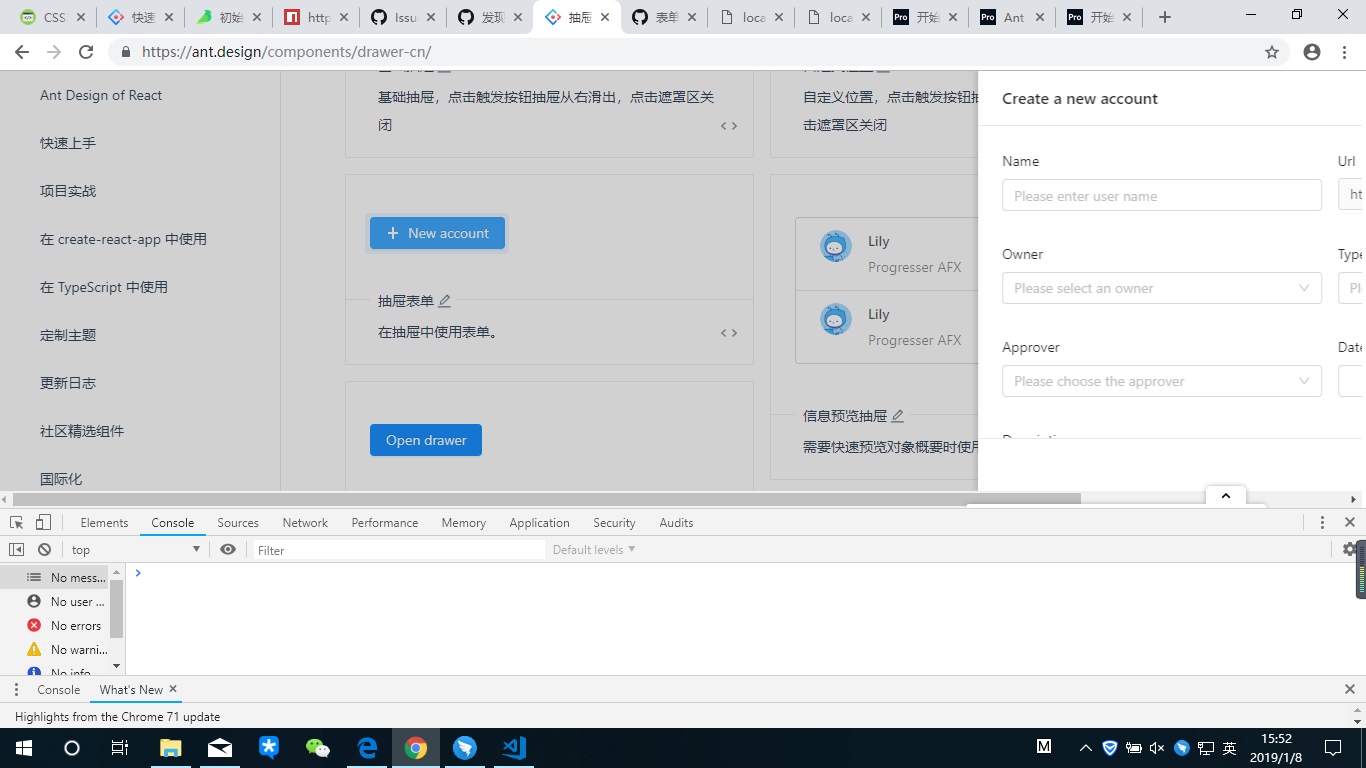 CSS
快速
初始
http
Issu
发现
抽屉
表单
loca
loca
开始
Ant
开始
https://ant.design/components/drawer-cn/
Ant Design of React
快速上手
项目实战
在 create-react-app 中使用
在 TypeScript 中使用
定制主题
更新日志
社区精选组件
国际化
基础抽屉，点击触发按钮抽屉从右滑出，点击遮罩区关
闭
自定义位置，点击触发按钮抽
击遮罩区关闭
New account
抽屉表单
在抽屉中使用表单。
Open drawer
Lily
Progresser AFX
Lily
Progresser AFX
信息预览抽屉
需要快速预览对象概要时使用
Create a new account
Name
Url
Please enter user name
ht
Owner
Type
Please select an owner
Pl
Approver
Date
Please choose the approver
Elements Console Sources Network Performance Memory Application Security Audits
top
Filter
Default levels
No mess...
No user ...
No errors
No warni...
No info
Console What's New
Highlights from the Chrome 71 update
M
英
15:52
2019/1/8